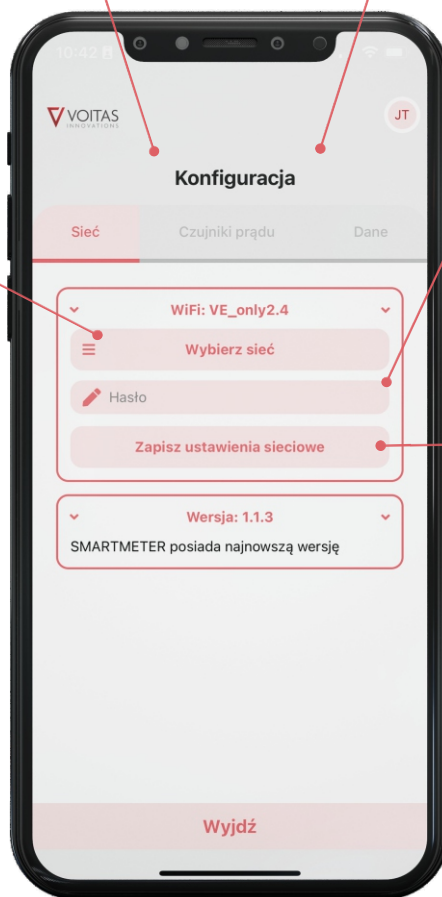 10:42
VOITAS
INNOVATIONS
JT
Konfiguracja
Sieć
Czujniki prądu
Dane
WiFi: VE_only2.4
Wybierz sieć
Hasło
Zapisz ustawienia sieciowe
Wersja: 1.1.3
SMARTMETER posiada najnowszą wersję
Wyjdź